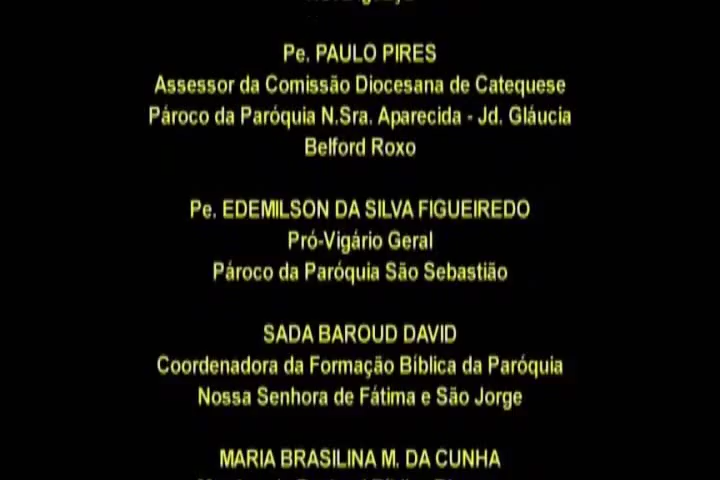 Pe. PAULO PIRES
Assessor da Comissão Diocesana de Catequese
Pároco da Paróquia N.Sra. Aparecida - Jd. Gláucia
Belford Roxo
Pe. EDEMILSON DA SILVA FIGUEIREDO
Pró-Vigário Geral
Pároco da Paróquia São Sebastião
SADA BAROUD DAVID
Coordenadora da Formação Bíblica da Paróquia
Nossa Senhora de Fátima e São Jorge
MARIA BRASILINA M. DA CUNHA